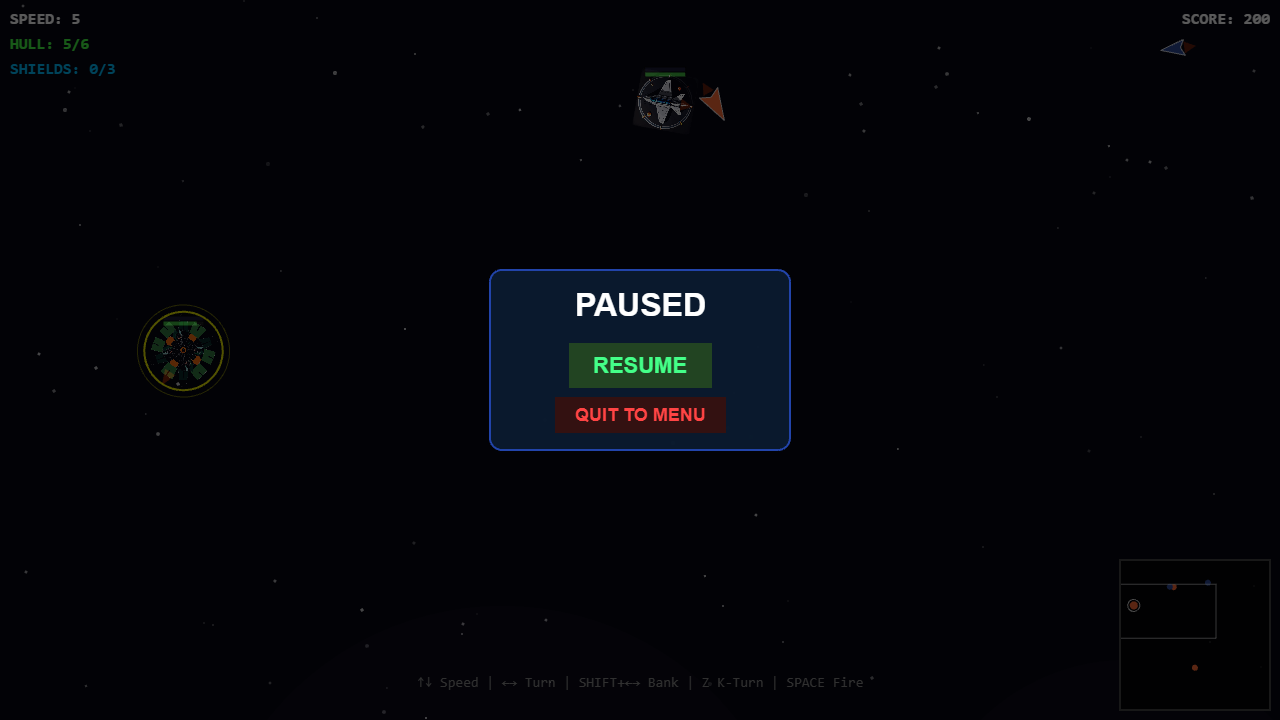 SPEED: 5
SCORE: 200
HULL: 5/6
SHIELDS: 0/3
PAUSED
RESUME
QUIT TO MENU
↑↓ Speed | ←→ Turn | SHIFT+←→ Bank | Z K-Turn | SPACE Fire